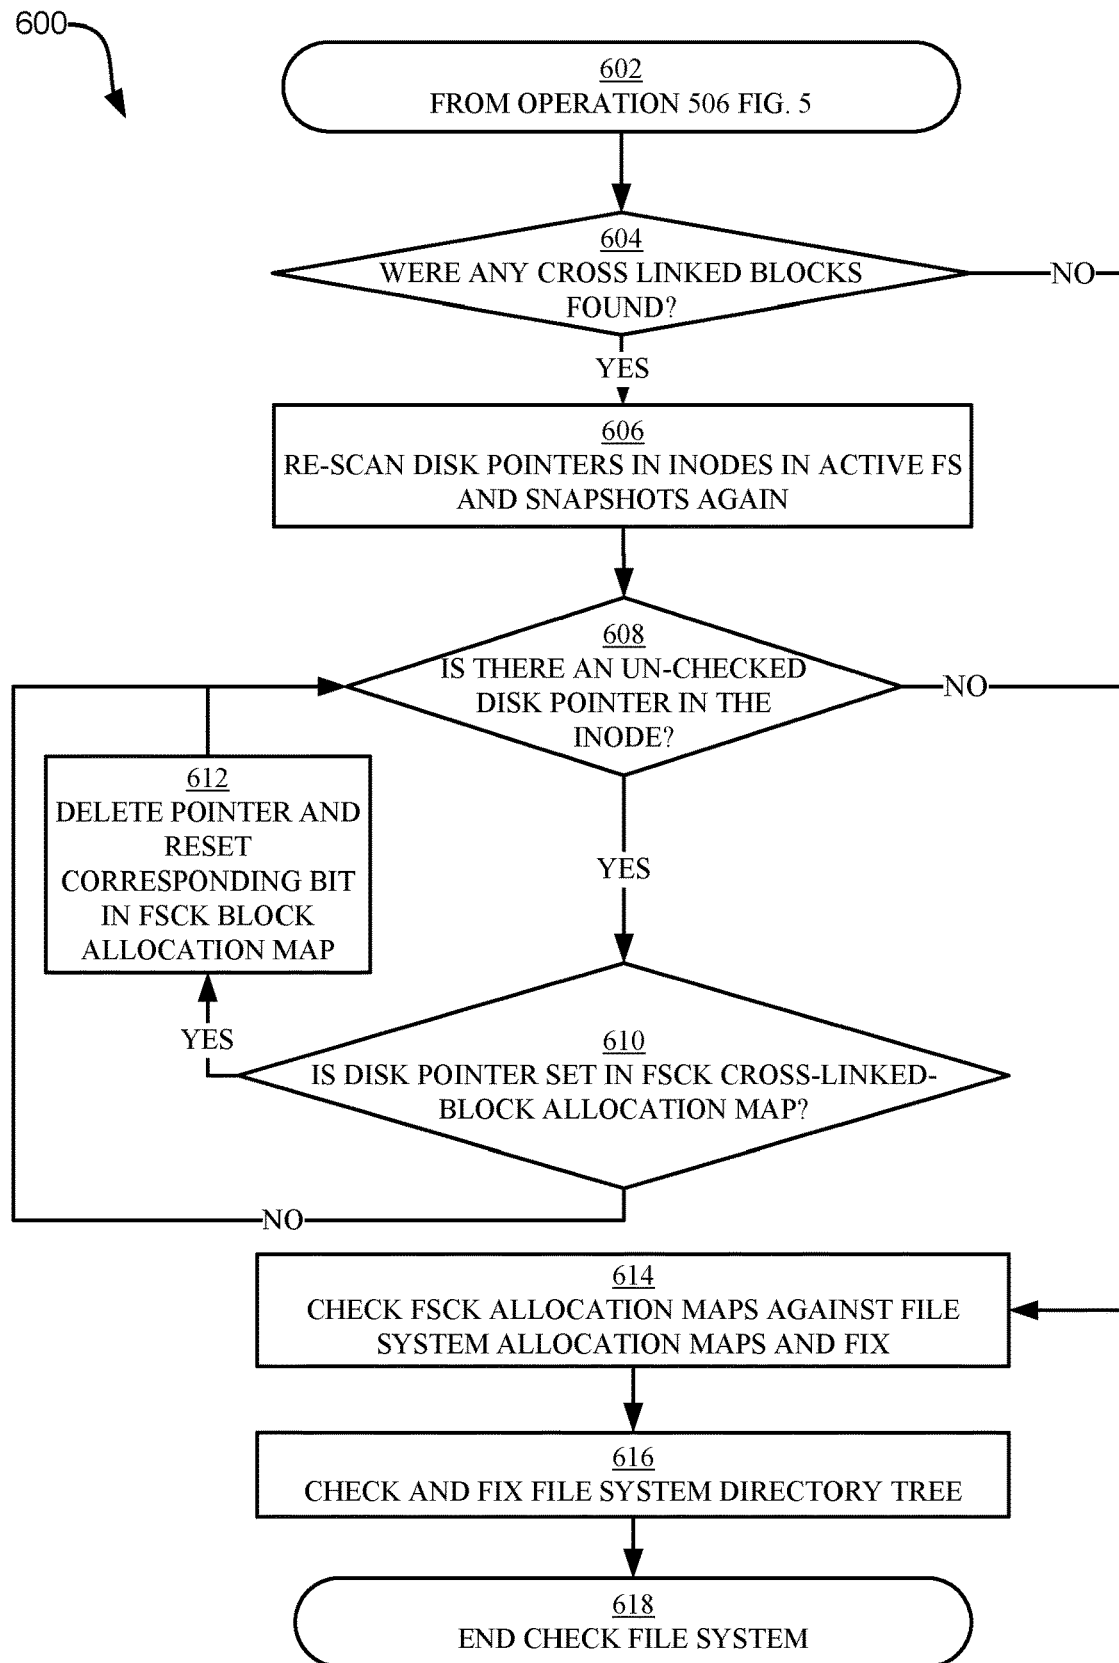 600
602
FROM OPERATION 506 FIG. 5
604
WERE ANY CROSS LINKED BLOCKS
FOUND?
NO
YES
606
RE-SCAN DISK POINTERS IN INODES IN ACTIVE FS
AND SNAPSHOTS AGAIN
608
IS THERE AN UN-CHECKED
DISK POINTER IN THE
INODE?
NO
612
DELETE POINTER AND
RESET
CORRESPONDING BIT
IN FSCK BLOCK
ALLOCATION MAP
YES
YES
610
IS DISK POINTER SET IN FSCK CROSS-LINKED-
BLOCK ALLOCATION MAP?
NO
614
CHECK FSCK ALLOCATION MAPS AGAINST FILE
SYSTEM ALLOCATION MAPS AND FIX
616
CHECK AND FIX FILE SYSTEM DIRECTORY TREE
618
END CHECK FILE SYSTEM